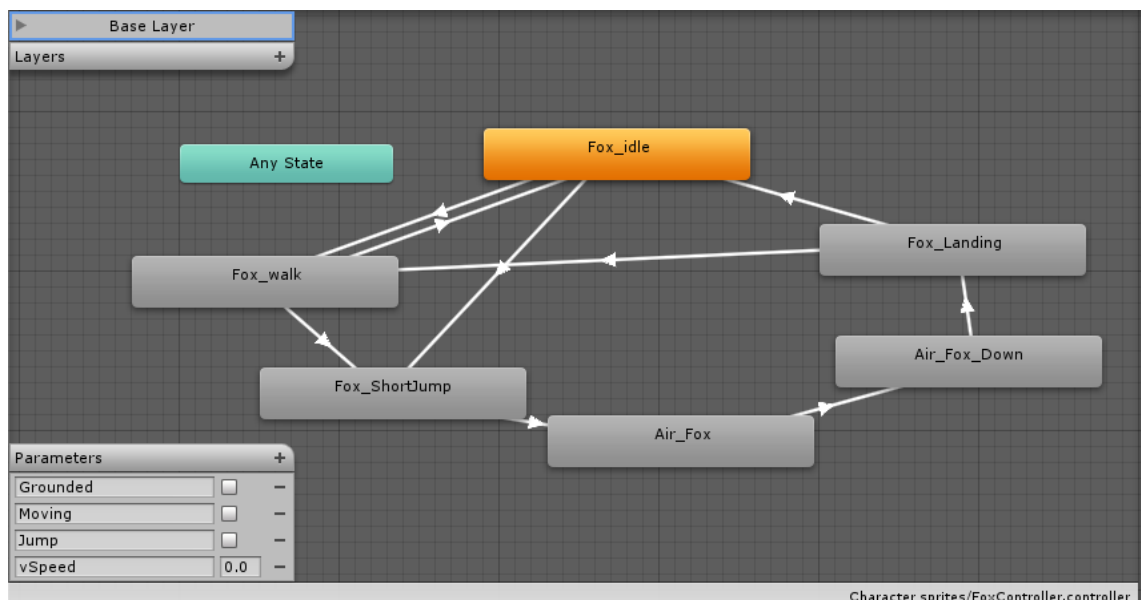 Base Layer
Layers
Fox_idle
Any State
Fox_Landing
Fox_walk
Air_Fox_Down
Fox_ShortJump
Air_Fox
Parameters
Grounded
Moving
Jump
vSpeed 0.0
Character sprites/FoxController.controller